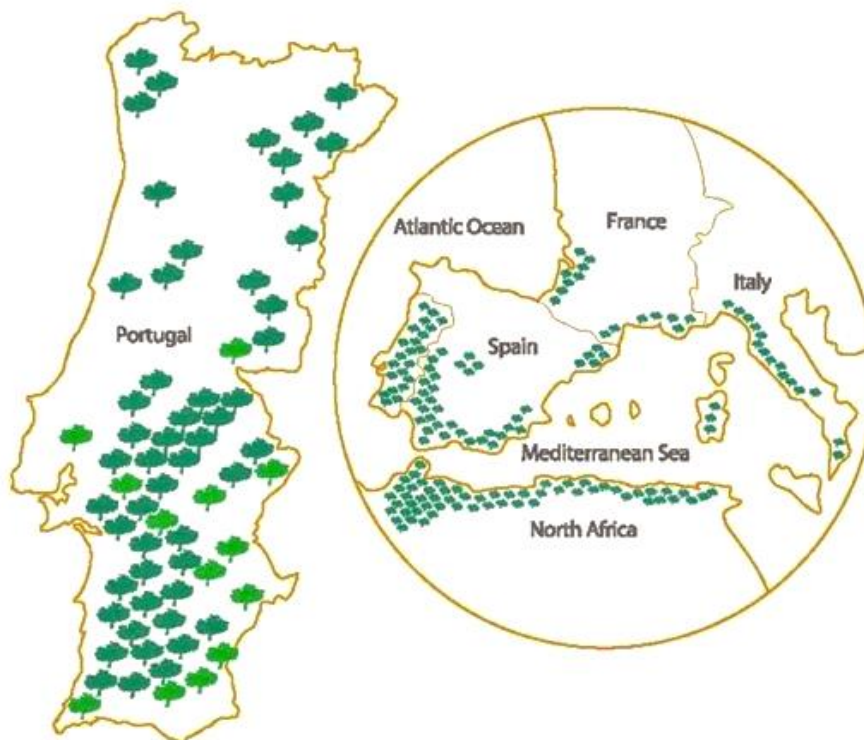 Portugal
Atlantic Ocean
France
Italy
Spain
Mediterranean Sea
North Africa